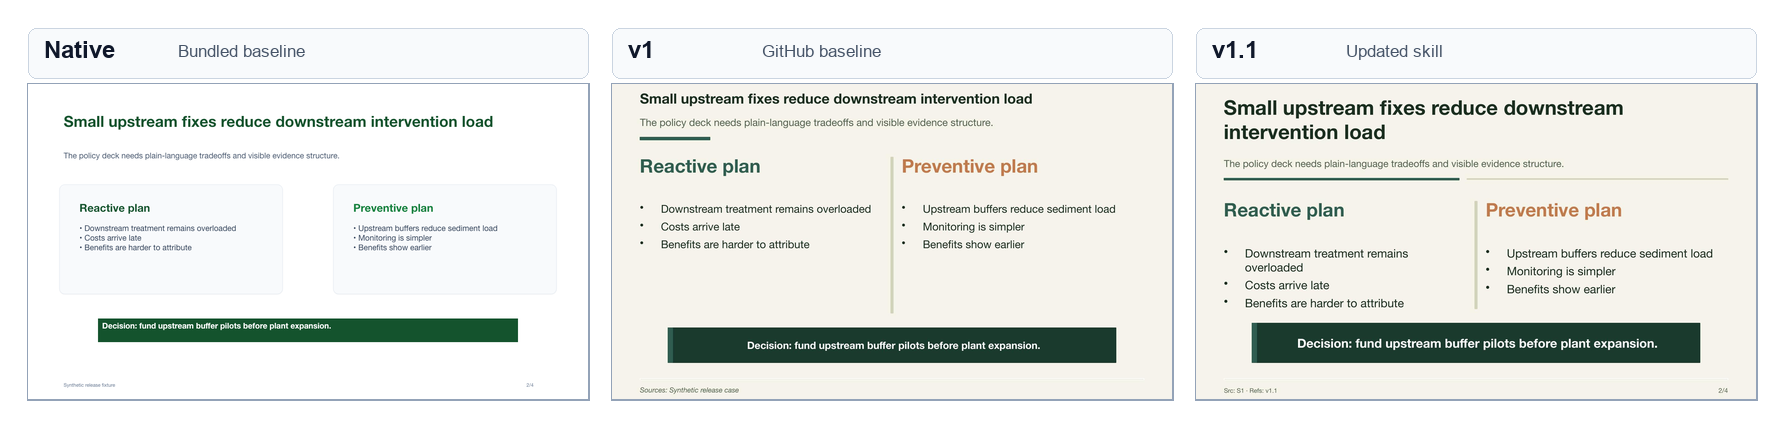 Native Bundled baseline
Small upstream fixes reduce downstream intervention load
The policy deck needs plain-language tradeoffs and visible evidence structure.
Reactive plan
• Downstream treatment remains overloaded
• Costs arrive late
• Benefits are harder to attribute
Preventive plan
• Upstream buffers reduce sediment load
• Monitoring is simpler
• Benefits show earlier
Decision: fund upstream buffer pilots before plant expansion.
Synthetic release fixture 2/4
v1 GitHub baseline
Small upstream fixes reduce downstream intervention load
The policy deck needs plain-language tradeoffs and visible evidence structure.
Reactive plan
• Downstream treatment remains overloaded
• Costs arrive late
• Benefits are harder to attribute
Preventive plan
• Upstream buffers reduce sediment load
• Monitoring is simpler
• Benefits show earlier
Decision: fund upstream buffer pilots before plant expansion.
Sources: Synthetic release case
v1.1 Updated skill
Small upstream fixes reduce downstream
intervention load
The policy deck needs plain-language tradeoffs and visible evidence structure.
Reactive plan
• Downstream treatment remains
overloaded
• Costs arrive late
• Benefits are harder to attribute
Preventive plan
• Upstream buffers reduce sediment load
• Monitoring is simpler
• Benefits show earlier
Decision: fund upstream buffer pilots before plant expansion.
Src: S1 · Refs: v1.1 2/4